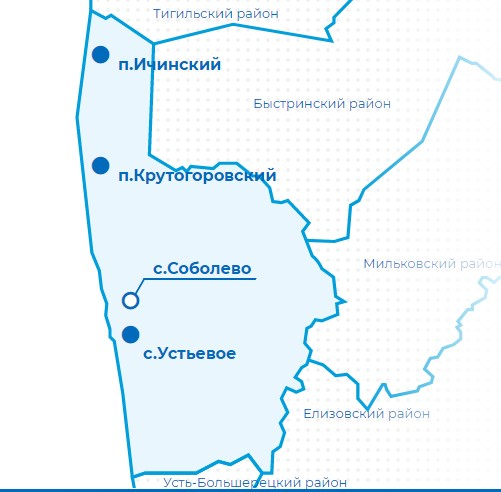 Тигильский район
п.Ичинский
Быстринский район
п.Крутогоровский
Мильковский район
с.Соболево
с.Устьевое
Елизовский район
Усть-Большерецкий район